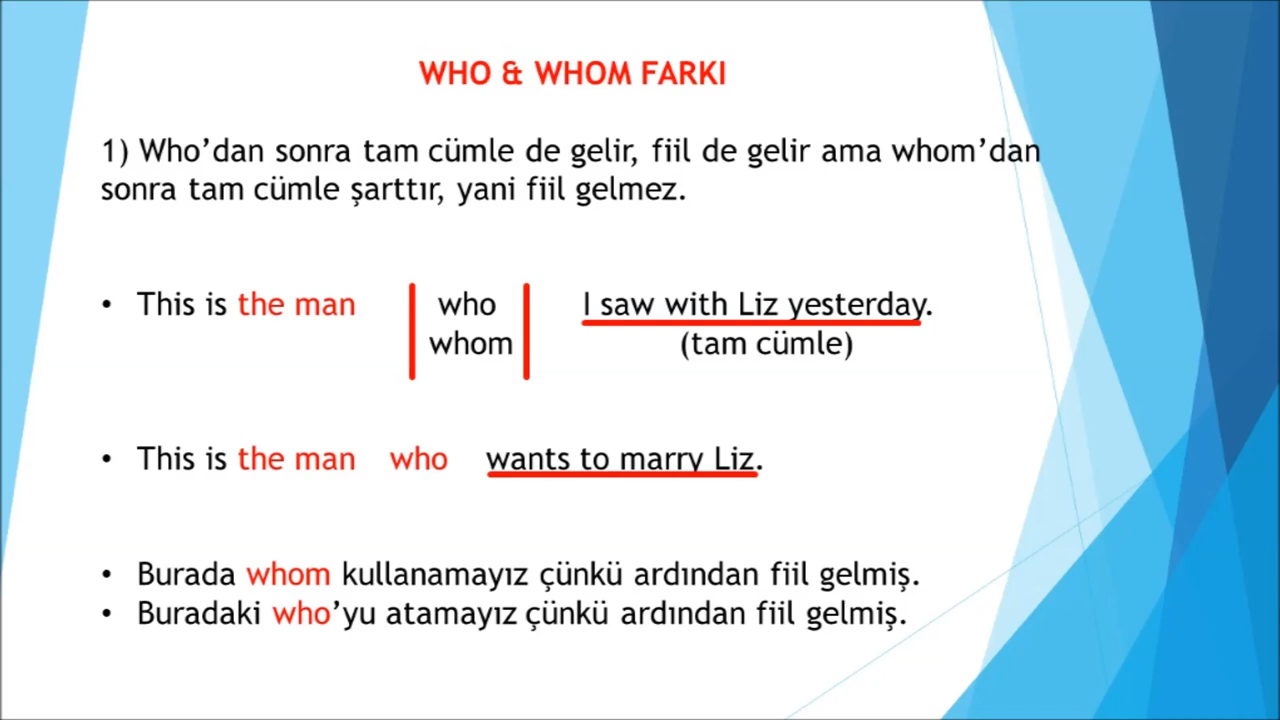 WHO & WHOM FARKI
1) Who’dan sonra tam cümle de gelir, fiil de gelir ama whom’dan
sonra tam cümle şarttır, yani fiil gelmez.
• This is the man who I saw with Liz yesterday.
whom (tam cümle)
• This is the man who wants to marry Liz.
• Burada whom kullanamayız çünkü ardından fiil gelmiş.
• Buradaki who’yu atamayız çünkü ardından fiil gelmiş.